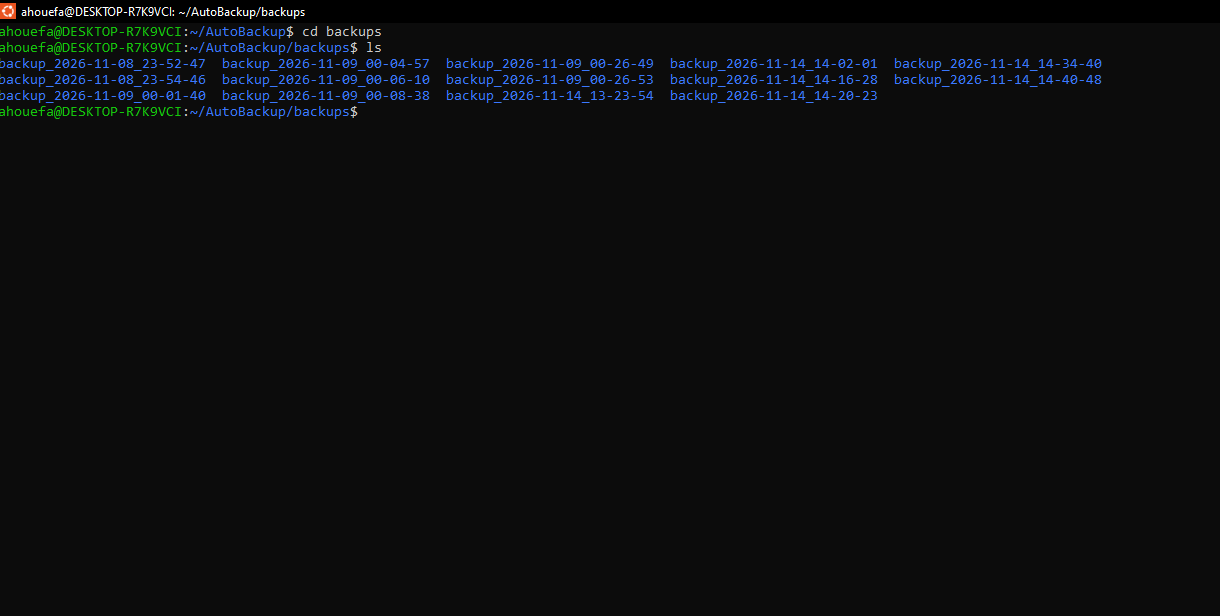 ahouefa@DESKTOP-R7K9VCI: ~/AutoBackup/backups
ahouefa@DESKTOP-R7K9VCI:~/AutoBackup$ cd backups
ahouefa@DESKTOP-R7K9VCI:~/AutoBackup/backups$ ls
backup_2026-11-08_23-52-47  backup_2026-11-09_00-04-57  backup_2026-11-09_00-26-49  backup_2026-11-14_14-02-01  backup_2026-11-14_14-34-40
backup_2026-11-08_23-54-46  backup_2026-11-09_00-06-10  backup_2026-11-09_00-26-53  backup_2026-11-14_14-16-28  backup_2026-11-14_14-40-48
backup_2026-11-09_00-01-40  backup_2026-11-09_00-08-38  backup_2026-11-14_13-23-54  backup_2026-11-14_14-20-23
ahouefa@DESKTOP-R7K9VCI:~/AutoBackup/backups$